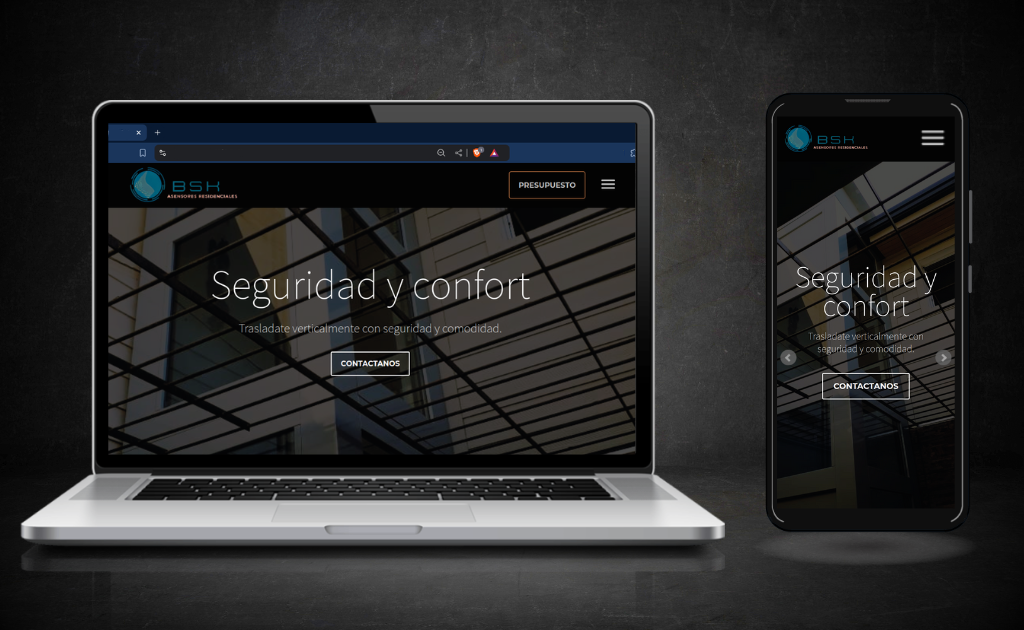 BSK
ASENSORES RESIDENCIALES
PRESUPUESTO
Seguridad y confort
Trasladate verticalmente con seguridad y comodidad.
CONTACTANOS
BSK
ASENSORES RESIDENCIALES
Seguridad y
confort
Trasladate verticalmente con
seguridad y comodidad.
CONTACTANOS